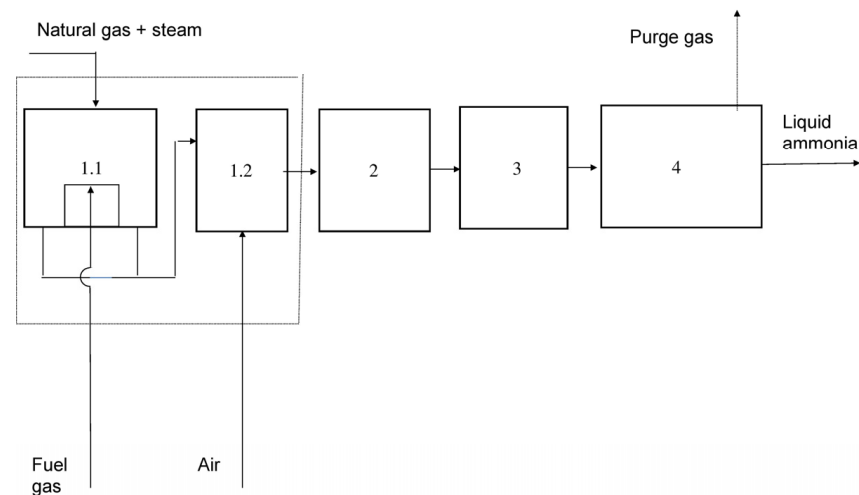 Natural gas + steam
Purge gas
Liquid
ammonia
1.1
1.2
2
3
4
Fuel
gas
Air